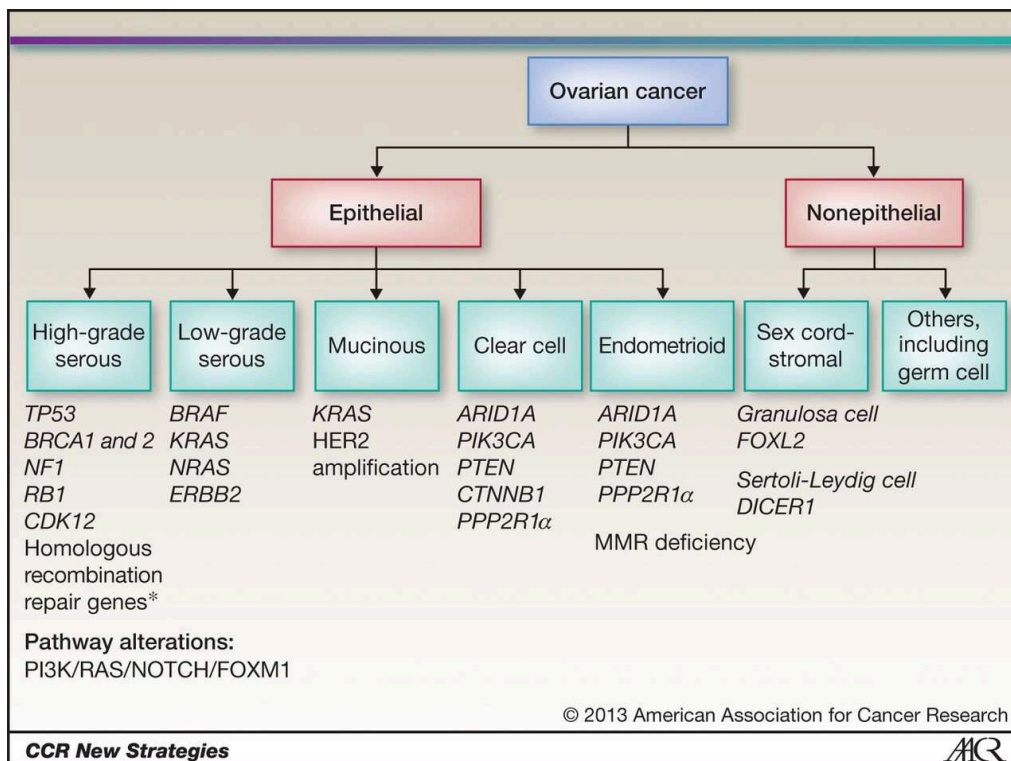 Ovarian cancer
Epithelial
Nonepithelial
High-grade
serous
Low-grade
serous
Mucinous
Clear cell
Endometrioid
Sex cord-
stromal
Others,
including
germ cell
TP53
BRCA1 and 2
NF1
RB1
CDK12
Homologous
recombination
repair genes*
BRAF
KRAS
NRAS
ERBB2
KRAS
HER2
amplification
ARID1A
PIK3CA
PTEN
CTNNB1
PPP2R1α
ARID1A
PIK3CA
PTEN
PPP2R1α
MMR deficiency
Granulosa cell
FOXL2
Sertoli-Leydig cell
DICER1
Pathway alterations:
PI3K/RAS/NOTCH/FOXM1
© 2013 American Association for Cancer Research
CCR New Strategies
AACR